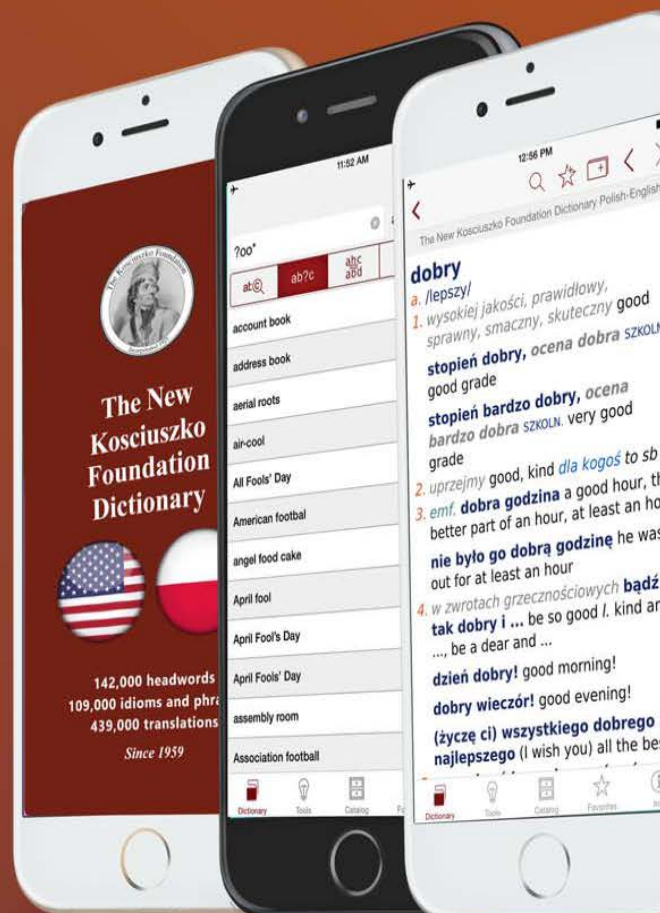 The Kosciuszko Foundation
The New
Kosciuszko
Foundation
Dictionary
142,000 headwords
109,000 idioms and phra
439,000 translations
Since 1959
11:52 AM
?oo*
ab?c
account book
address book
aerial roots
air-cool
All Fools' Day
American footbal
angel food cake
April fool
April Fool's Day
April Fools' Day
assembly room
Association football
Dictionary
Tools
Catalog
12:56 PM
The New Kosciuszko Foundation Dictionary Polish-English
dobry
a. /lepszy/
1. wysokiej jakości, prawidłowy,
sprawny, smaczny, skuteczny good
stopień dobry, ocena dobra SZKOLN.
good grade
stopień bardzo dobry, ocena
bardzo dobra SZKOLN. very good
grade
2. uprzejmy good, kind dla kogoś to sb
3. emf. dobra godzina a good hour, th
better part of an hour, at least an ho
nie było go dobrą godzinę he was
out for at least an hour
4. w zwrotach grzecznościowych bądź
tak dobry i ... be so good l. kind an
..., be a dear and ...
dzień dobry! good morning!
dobry wieczór! good evening!
(życzę ci) wszystkiego dobrego
najlepszego (I wish you) all the bes
Dictionary
Tools
Catalog
Favorites